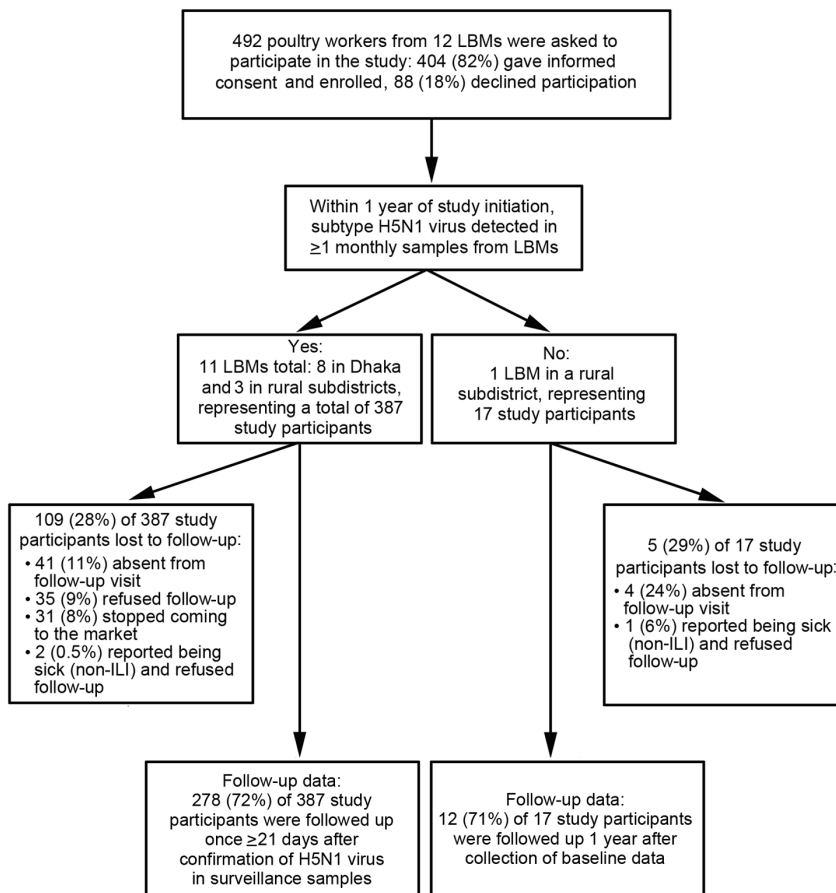 492 poultry workers from 12 LBMs were asked to
participate in the study: 404 (82%) gave informed
consent and enrolled, 88 (18%) declined participation
Within 1 year of study initiation,
subtype H5N1 virus detected in
≥1 monthly samples from LBMs
Yes:
11 LBMs total: 8 in Dhaka
and 3 in rural subdistricts,
representing a total of 387
study participants
No:
1 LBM in a rural
subdistrict, representing
17 study participants
109 (28%) of 387 study
participants lost to follow-up:
• 41 (11%) absent from
follow-up visit
• 35 (9%) refused follow-up
• 31 (8%) stopped coming
to the market
• 2 (0.5%) reported being
sick (non-ILI) and refused
follow-up
5 (29%) of 17 study
participants lost to follow-up:
• 4 (24%) absent from
follow-up visit
• 1 (6%) reported being sick
(non-ILI) and refused
follow-up
Follow-up data:
278 (72%) of 387 study
participants were followed up
once ≥21 days after
confirmation of H5N1 virus
in surveillance samples
Follow-up data:
12 (71%) of 17 study participants
were followed up 1 year after
collection of baseline data